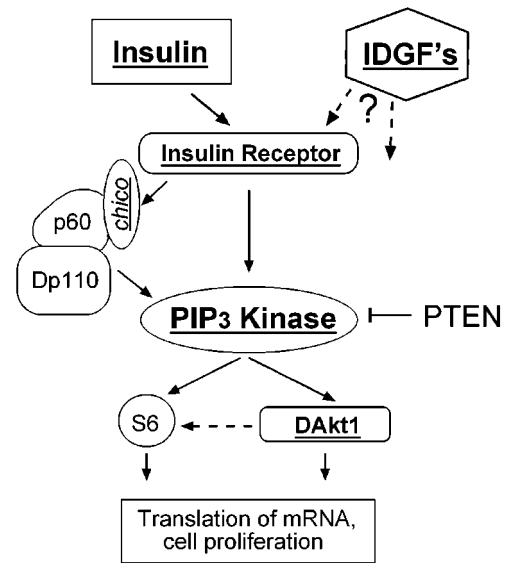 Insulin
IDGF's
?
Insulin Receptor
chico
p60
Dp110
PIP3 Kinase
PTEN
S6
DAkt1
Translation of mRNA,
cell proliferation